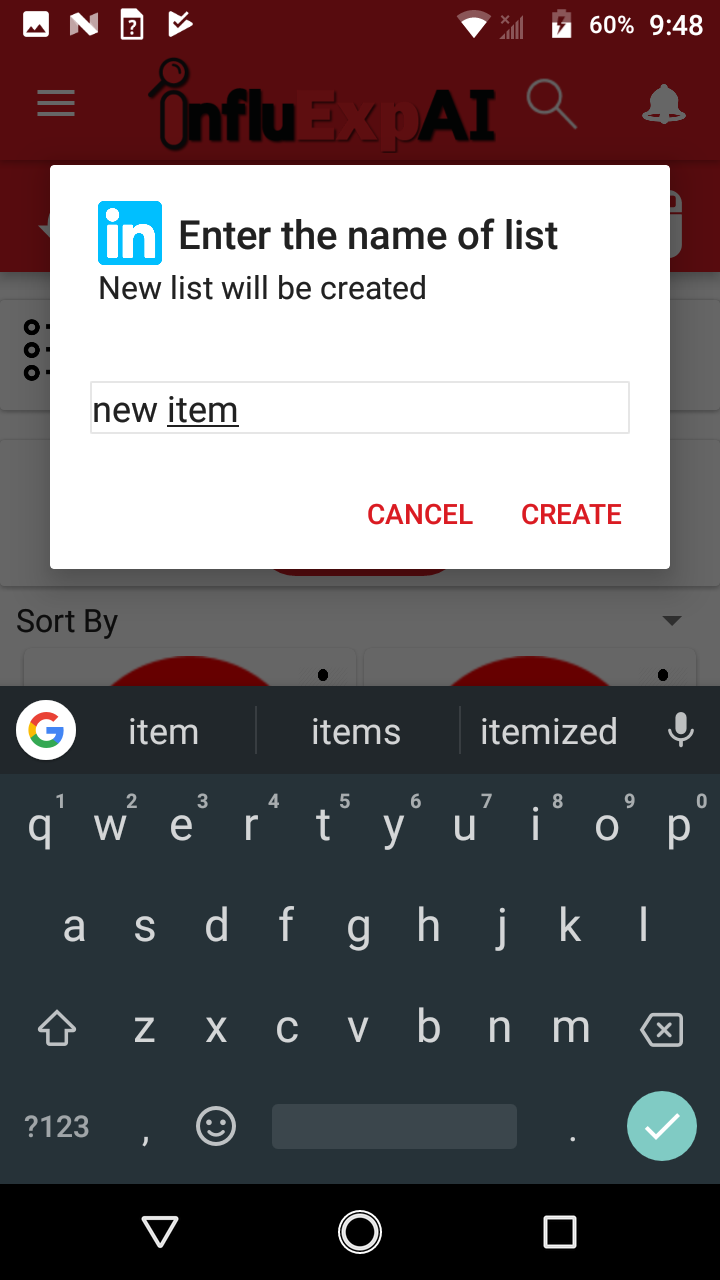 60% 9:48
influExpAI
in Enter the name of list
New list will be created
new item
CANCEL CREATE
Sort By
G item items itemized
1 2 3 4 5 6 7 8 9 0
q w e r t y u i o p
a s d f g h j k l
z x c v b n m
?123 , .